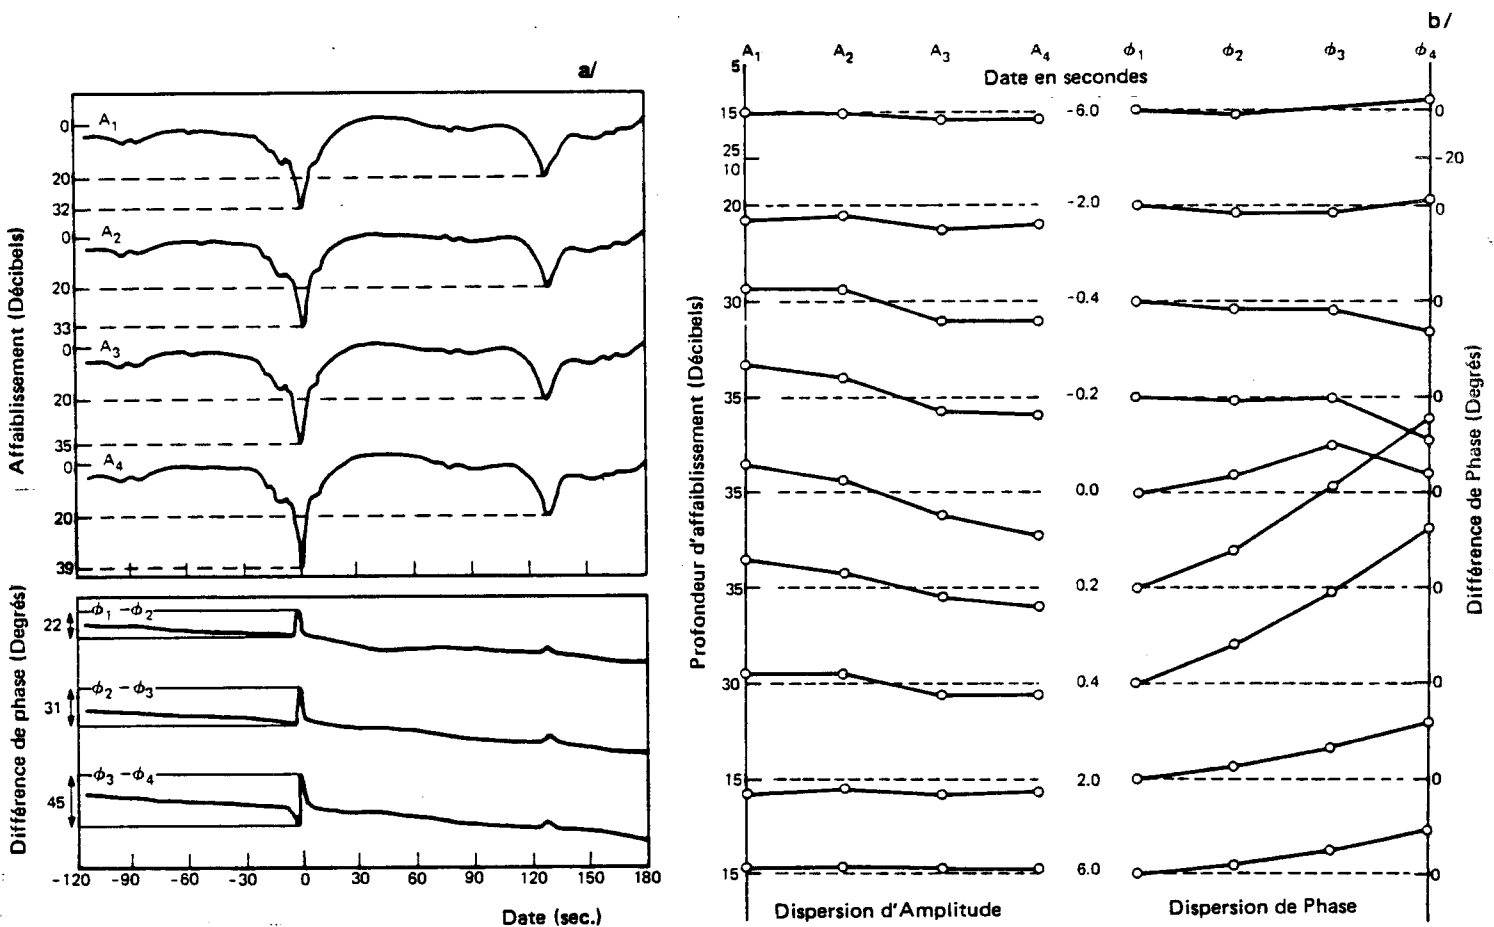 a/
Affaiblissement (Décibels)
0
A1
20
32
0
A2
20
33
0
A3
20
35
0
A4
20
39
Différence de phase (Degrés)
ϕ1 –ϕ2
22
ϕ2 –ϕ3
31
ϕ3 –ϕ4
45
-120 -90 -60 -30 0 30 60 90 120 150 180
Date (sec.)
b/
A1 A2 A3 A4 ϕ1 ϕ2 ϕ3 ϕ4
Date en secondes
5
15 -6.0 0
25 -20
10
20 -2.0 0
30 -0.4 0
35 -0.2 0
35 0.0 0
35 0.2 0
30 0.4 0
15 2.0 0
15 6.0 0
Profondeur d'affaiblissement (Décibels)
Différence de Phase (Degrés)
Dispersion d'Amplitude
Dispersion de Phase